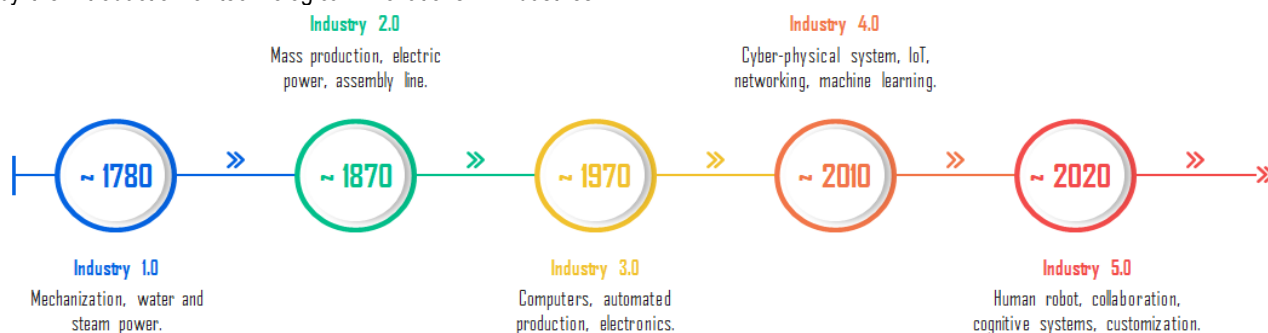 Industry 2.0
Mass production, electric
power, assembly line.
Industry 4.0
Cyber-physical system, IoT,
networking, machine learning.
~ 1780
~ 1870
~ 1970
~ 2010
~ 2020
Industry 1.0
Mechanization, water and
steam power.
Industry 3.0
Computers, automated
production, electronics.
Industry 5.0
Human robot, collaboration,
cognitive systems, customization.